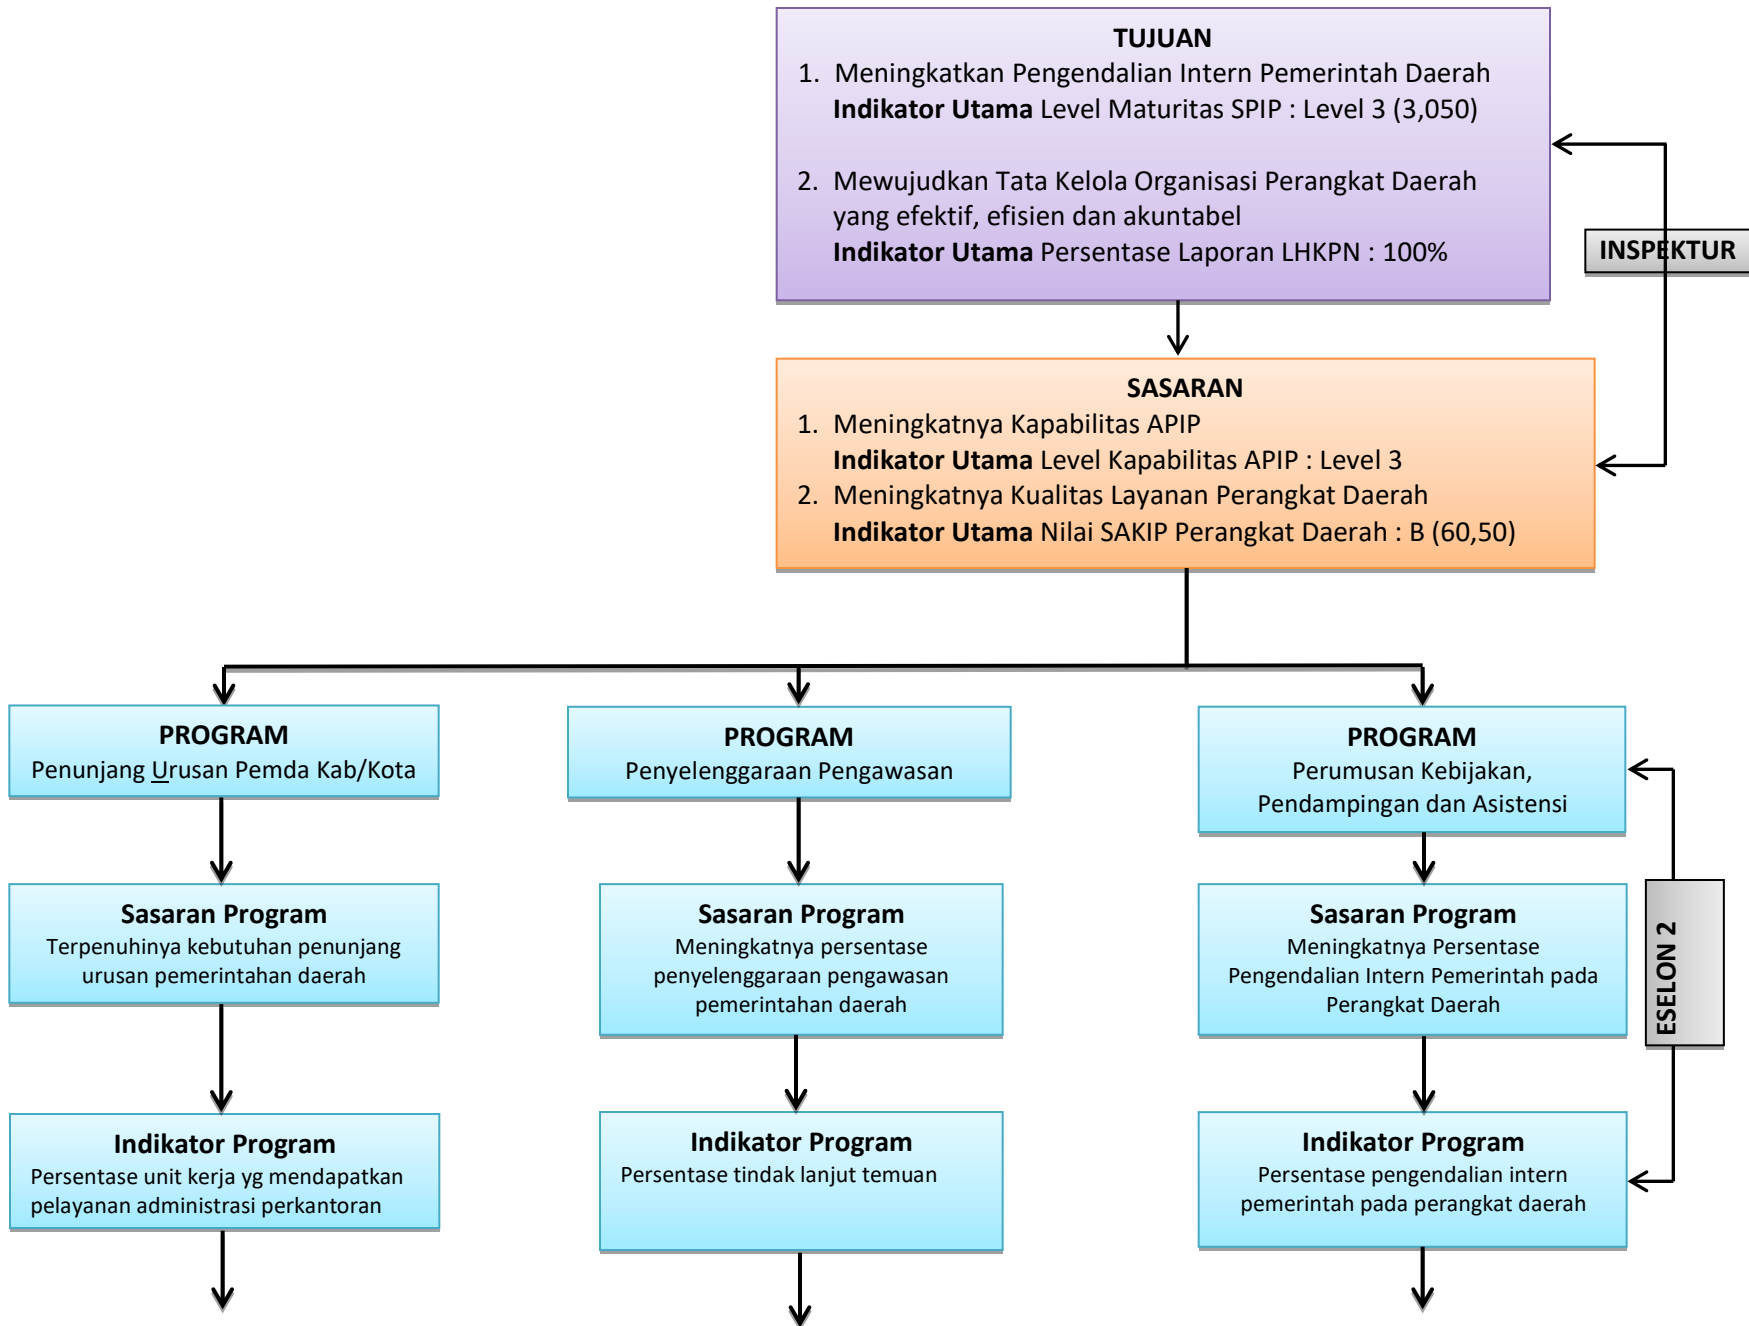 TUJUAN
1. Meningkatkan Pengendalian Intern Pemerintah Daerah
Indikator Utama Level Maturitas SPIP : Level 3 (3,050)
2. Mewujudkan Tata Kelola Organisasi Perangkat Daerah
yang efektif, efisien dan akuntabel
Indikator Utama Persentase Laporan LHKPN : 100%
INSPEKTUR
SASARAN
1. Meningkatnya Kapabilitas APIP
Indikator Utama Level Kapabilitas APIP : Level 3
2. Meningkatnya Kualitas Layanan Perangkat Daerah
Indikator Utama Nilai SAKIP Perangkat Daerah : B (60,50)
PROGRAM
Penunjang Urusan Pemda Kab/Kota
PROGRAM
Penyelenggaraan Pengawasan
PROGRAM
Perumusan Kebijakan,
Pendampingan dan Asistensi
Sasaran Program
Terpenuhinya kebutuhan penunjang
urusan pemerintahan daerah
Sasaran Program
Meningkatnya persentase
penyelenggaraan pengawasan
pemerintahan daerah
Sasaran Program
Meningkatnya Persentase
Pengendalian Intern Pemerintah pada
Perangkat Daerah
ESELON 2
Indikator Program
Persentase unit kerja yg mendapatkan
pelayanan administrasi perkantoran
Indikator Program
Persentase tindak lanjut temuan
Indikator Program
Persentase pengendalian intern
pemerintah pada perangkat daerah